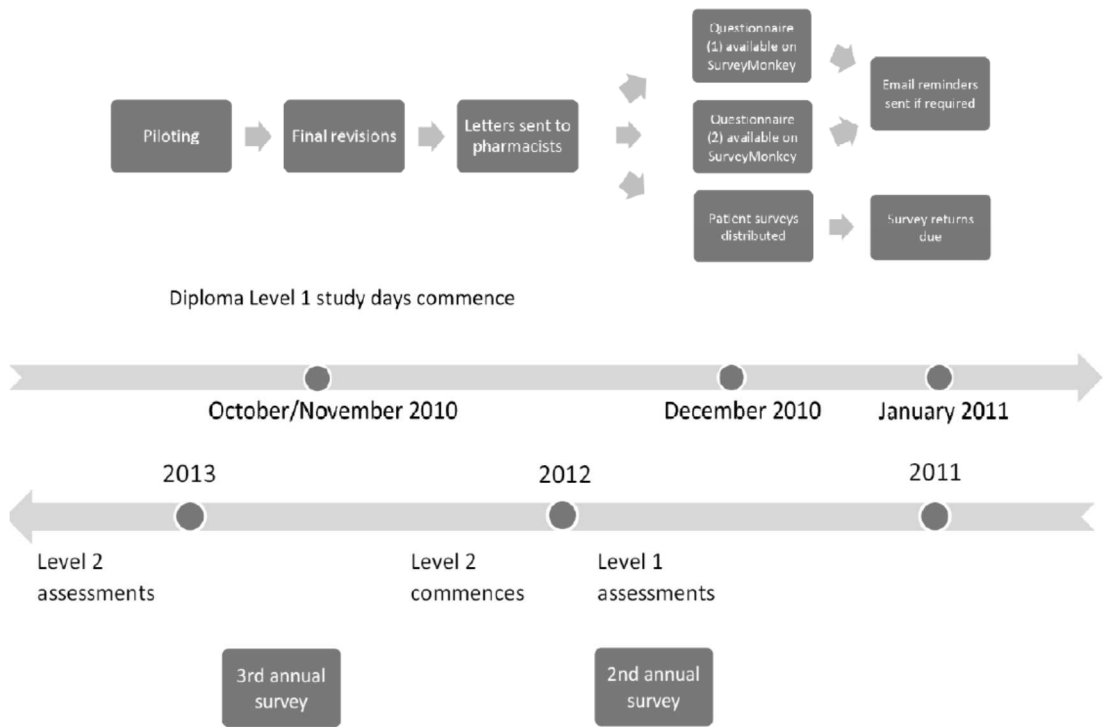 Piloting
Final revisions
Letters sent to
pharmacists
Questionnaire
(1) available on
SurveyMonkey
Questionnaire
(2) available on
SurveyMonkey
Patient surveys
distributed
Email reminders
sent if required
Survey returns
due
Diploma Level 1 study days commence
October/November 2010
December 2010
January 2011
2013
2012
2011
Level 2
assessments
Level 2
commences
Level 1
assessments
3rd annual
survey
2nd annual
survey